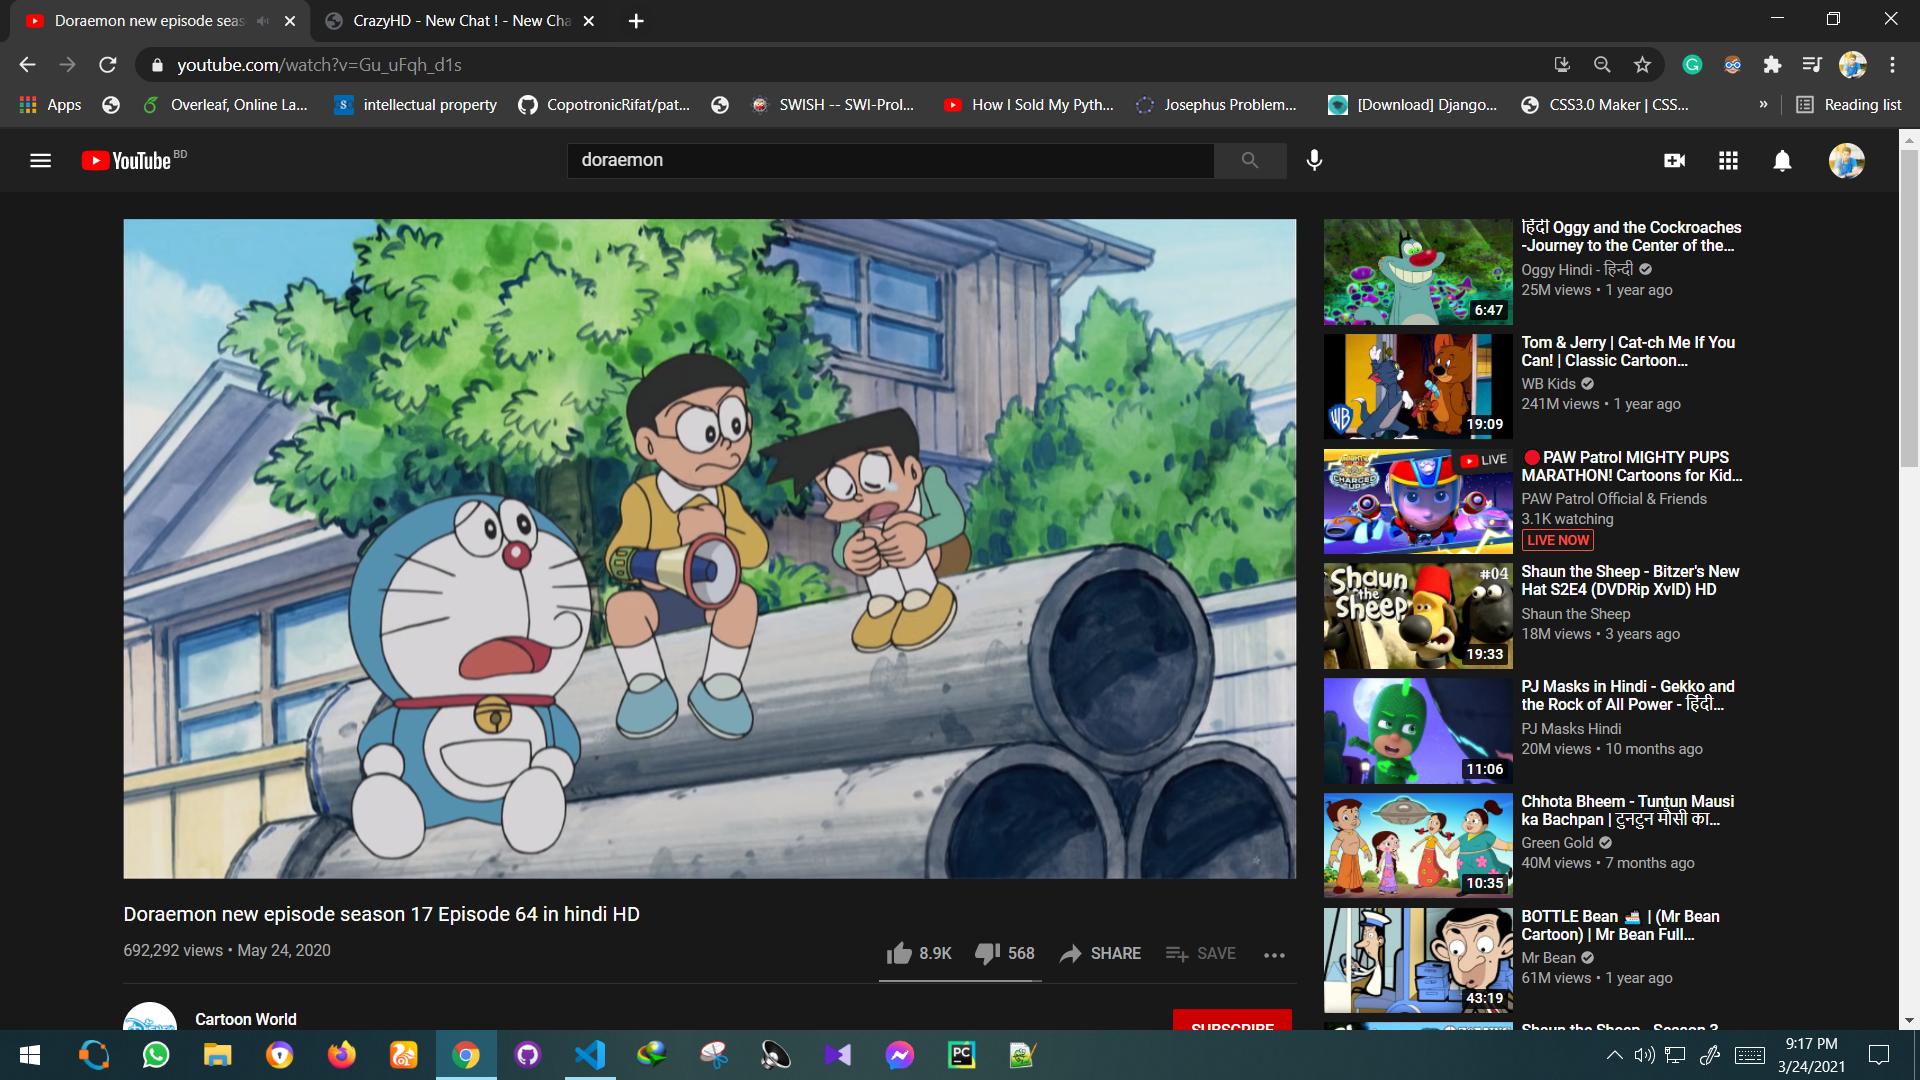 Doraemon new episode seas
CrazyHD - New Chat ! - New Cha
youtube.com/watch?v=Gu_uFqh_d1s
Apps
Overleaf, Online La...
intellectual property
CopotronicRifat/pat...
SWISH -- SWI-Prol...
How I Sold My Pyth...
Josephus Problem...
[Download] Django...
CSS3.0 Maker | CSS...
»
Reading list
YouTube BD
doraemon
हिंदी Oggy and the Cockroaches
-Journey to the Center of the...
Oggy Hindi - हिन्दी
25M views • 1 year ago
6:47
Tom & Jerry | Cat-ch Me If You
Can! | Classic Cartoon...
WB Kids
241M views • 1 year ago
WB
19:09
LIVE
CHARGED UPS
PAW Patrol MIGHTY PUPS
MARATHON! Cartoons for Kid...
PAW Patrol Official & Friends
3.1K watching
LIVE NOW
Shaun the Sheep
#04
19:33
Shaun the Sheep - Bitzer's New
Hat S2E4 (DVDRip XvID) HD
Shaun the Sheep
18M views • 3 years ago
PJ Masks in Hindi - Gekko and
the Rock of All Power - हिंदी...
PJ Masks Hindi
20M views • 10 months ago
11:06
Chhota Bheem - Tuntun Mausi
ka Bachpan | टुनटुन मौसी का...
Green Gold
40M views • 7 months ago
10:35
BOTTLE Bean 🚢 | (Mr Bean
Cartoon) | Mr Bean Full...
Mr Bean
61M views • 1 year ago
43:19
Shaun the Sheep - Season 3
Doraemon new episode season 17 Episode 64 in hindi HD
692,292 views • May 24, 2020
8.9K
568
SHARE
SAVE
Cartoon World
SUBSCRIBE
PC
9:17 PM
3/24/2021